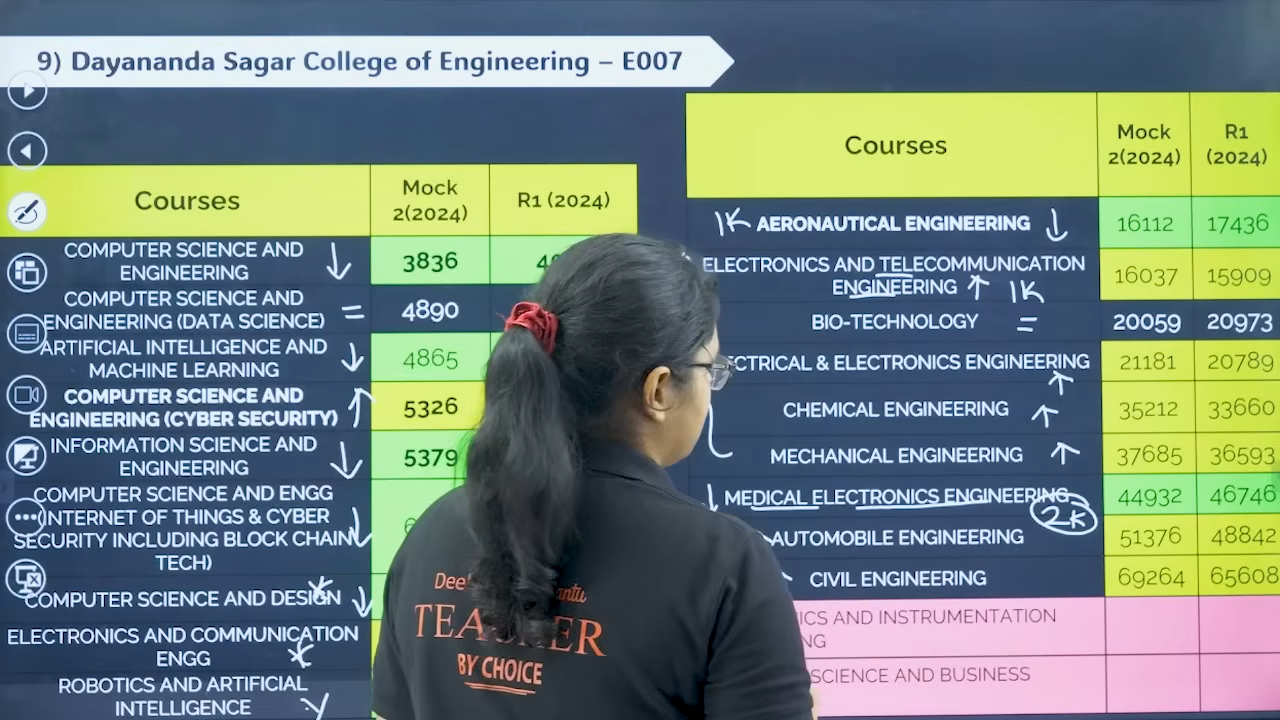 9) Dayananda Sagar College of Engineering – E007
Courses
Mock
2(2024)
R1 (2024)
COMPUTER SCIENCE AND
ENGINEERING
3836
COMPUTER SCIENCE AND
ENGINEERING (DATA SCIENCE)
=
4890
ARTIFICIAL INTELLIGENCE AND
MACHINE LEARNING
4865
COMPUTER SCIENCE AND
ENGINEERING (CYBER SECURITY)
5326
INFORMATION SCIENCE AND
ENGINEERING
5379
COMPUTER SCIENCE AND ENGG
(INTERNET OF THINGS & CYBER
SECURITY INCLUDING BLOCK CHAIN
TECH)
COMPUTER SCIENCE AND DESIGN
ELECTRONICS AND COMMUNICATION
ENGG
ROBOTICS AND ARTIFICIAL
INTELLIGENCE
Courses
Mock
2(2024)
R1
(2024)
1K AERONAUTICAL ENGINEERING
16112
17436
ELECTRONICS AND TELECOMMUNICATION
ENGINEERING
1K
16037
15909
BIO-TECHNOLOGY
=
20059
20973
ENGINEERING
21181
20789
& ELECTRONICS
CHEMICAL ENGINEERING
35212
33660
MECHANICAL ENGINEERING
37685
36593
MEDICAL ELECTRONICS ENGINEERING
2K
44932
46746
AUTOMOBILE ENGINEERING
51376
48842
CIVIL ENGINEERING
69264
65608
AND INSTRUMENTATION
SCIENCE AND BUSINESS
TEACHER
BY CHOICE